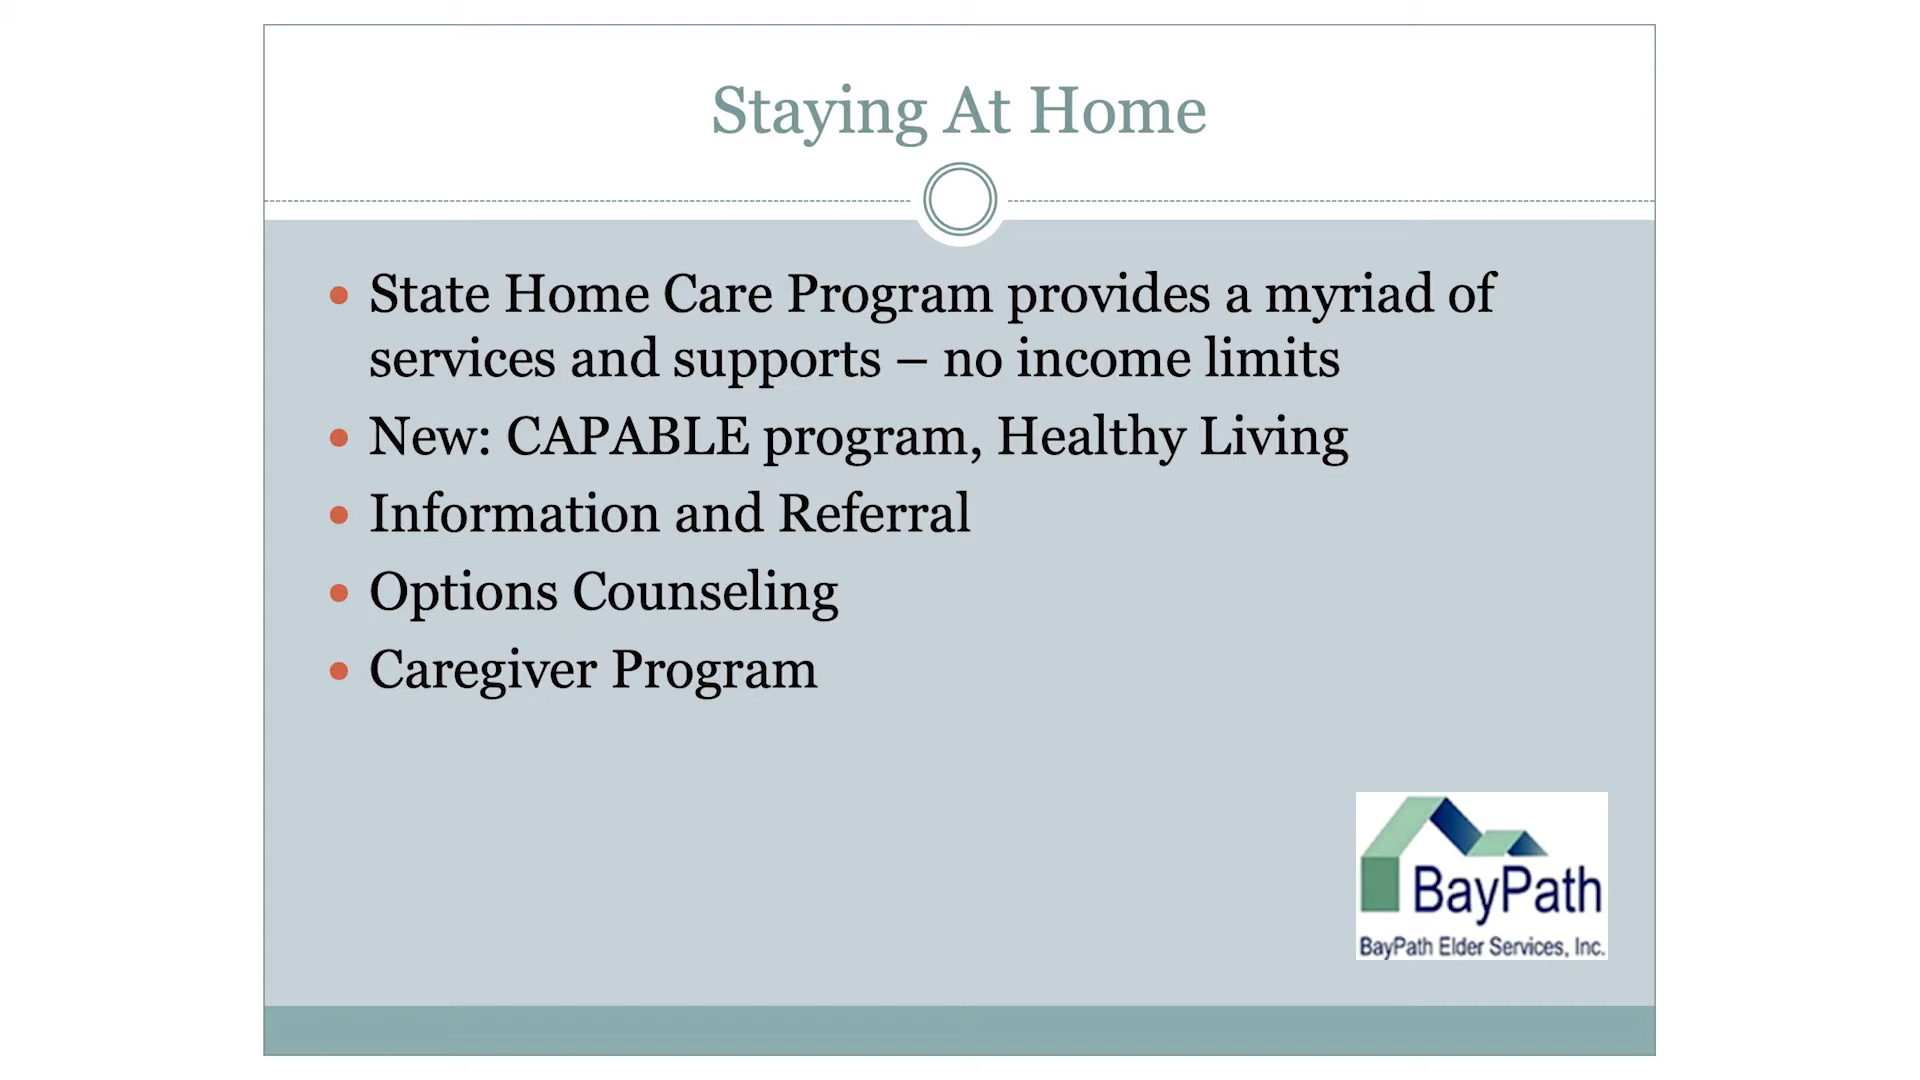 Staying At Home
• State Home Care Program provides a myriad of
services and supports – no income limits
• New: CAPABLE program, Healthy Living
• Information and Referral
• Options Counseling
• Caregiver Program
BayPath
BayPath Elder Services, Inc.